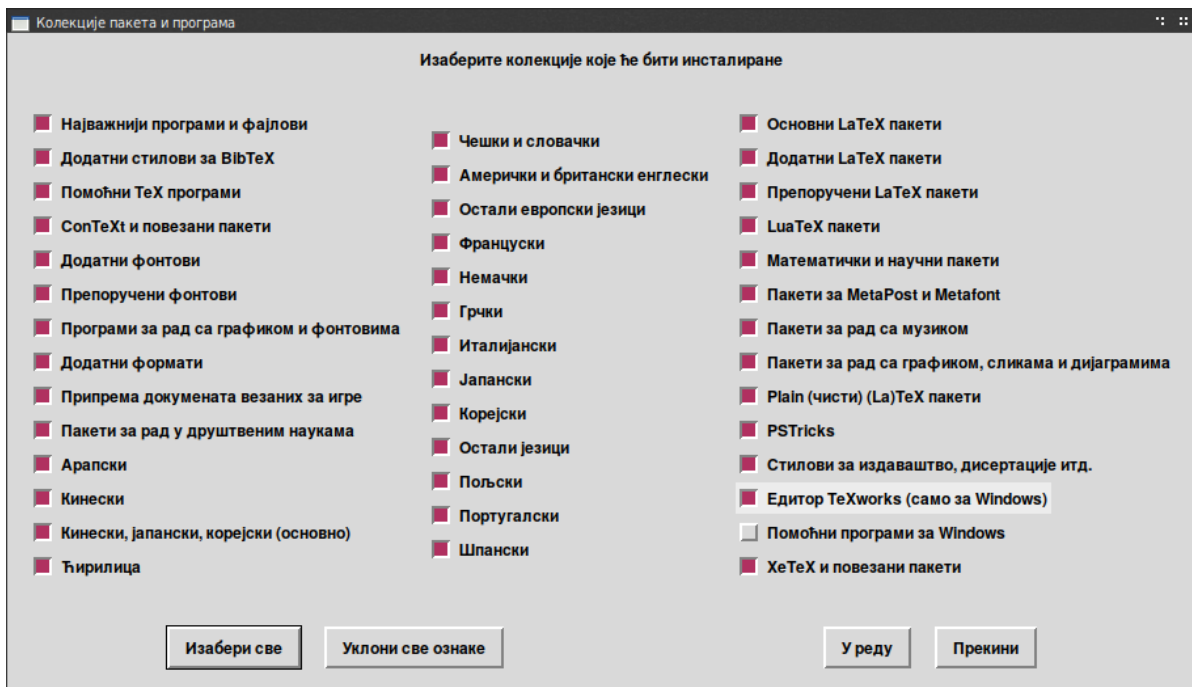 Колекције пакета и програма
Изаберите колекције које ће бити инсталиране
Најважнији програми и фајлови
Додатни стилови за BibTeX
Помоћни TeX програми
ConTeXt и повезани пакети
Додатни фонтови
Препоручени фонтови
Програми за рад са графиком и фонтовима
Додатни формати
Припрема докумената везаних за игре
Пакети за рад у друштвеним наукама
Арапски
Кинески
Кинески, јапански, корејски (основно)
Ћирилица
Чешки и словачки
Амерички и британски енглески
Остали европски језици
Француски
Немачки
Грчки
Италијански
Јапански
Корејски
Остали језици
Пољски
Португалски
Шпански
Основни LaTeX пакети
Додатни LaTeX пакети
Препоручени LaTeX пакети
LuaTeX пакети
Математички и научни пакети
Пакети за MetaPost и Metafont
Пакети за рад са музиком
Пакети за рад са графиком, сликама и дијаграмима
Plain (чисти) (La)TeX пакети
PSTricks
Стилови за издаваштво, дисертације итд.
Едитор TeXworks (само за Windows)
Помоћни програми за Windows
XeTeX и повезани пакети
Изабери све
Уклони све ознаке
У реду
Прекини